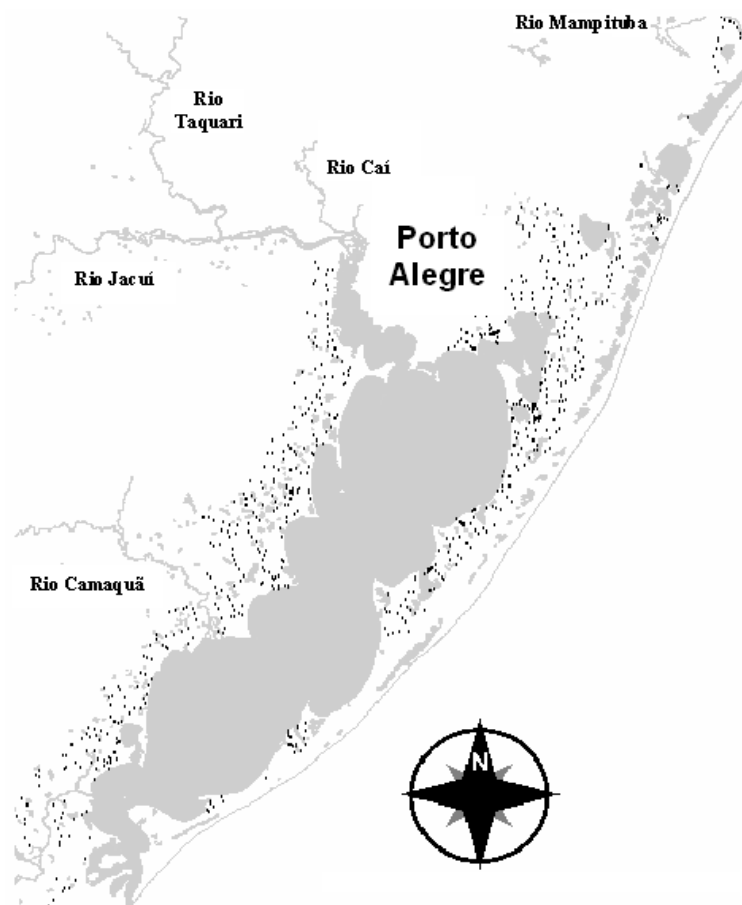 Rio Mampituba
Rio
Taquari
Rio Caí
Porto
Alegre
Rio Jacuí
Rio Camaquã
N